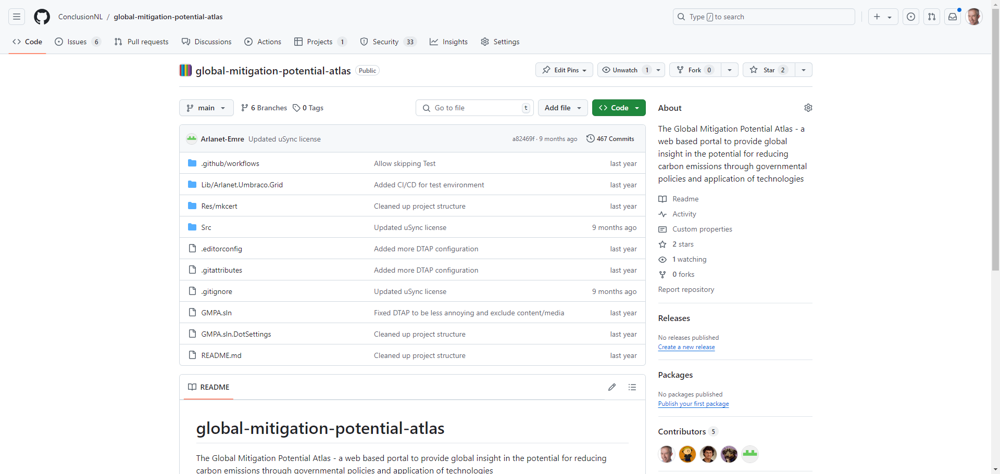 ConclusionNL / global-mitigation-potential-atlas
Type / to search
Code
Issues 6
Pull requests
Discussions
Actions
Projects 1
Security 33
Insights
Settings
global-mitigation-potential-atlas Public
Edit Pins
Unwatch 1
Fork 0
Star 2
main
6 Branches
0 Tags
Go to file t
Add file
Code
Arlanet-Emre Updated uSync license a82469f · 9 months ago 467 Commits
.github/workflows Allow skipping Test last year
Lib/Arlanet.Umbraco.Grid Added CI/CD for test environment last year
Res/mkcert Cleaned up project structure last year
Src Updated uSync license 9 months ago
.editorconfig Added more DTAP configuration last year
.gitattributes Added more DTAP configuration last year
.gitignore Updated uSync license 9 months ago
GMPA.sln Fixed DTAP to be less annoying and exclude content/media last year
GMPA.sln.DotSettings Cleaned up project structure last year
README.md Cleaned up project structure last year
README
global-mitigation-potential-atlas
The Global Mitigation Potential Atlas - a web based portal to provide global insight in the potential for reducing
carbon emissions through governmental policies and application of technologies
About
The Global Mitigation Potential Atlas - a
web based portal to provide global
insight in the potential for reducing
carbon emissions through governmental
policies and application of technologies
Readme
Activity
Custom properties
2 stars
1 watching
0 forks
Report repository
Releases
No releases published
Create a new release
Packages
No packages published
Publish your first package
Contributors 5